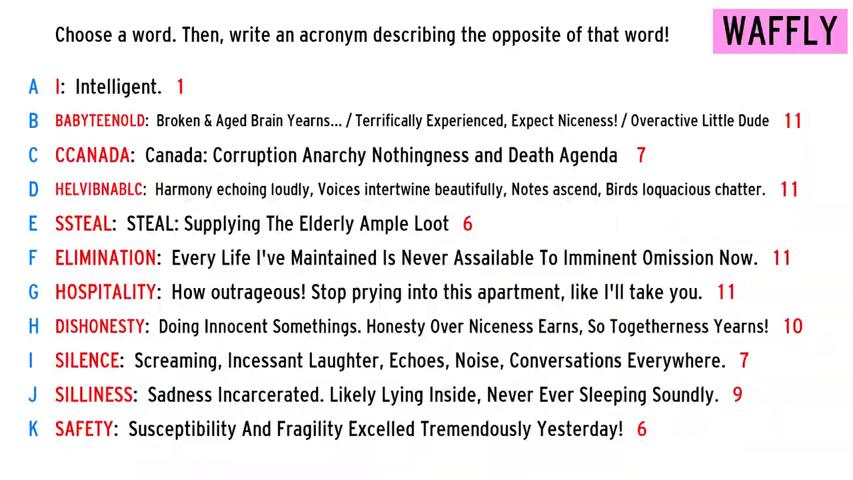 Choose a word. Then, write an acronym describing the opposite of that word!
WAFFLY
A I: Intelligent. 1
B BABYTEENOLD: Broken & Aged Brain Yearns... / Terrifically Experienced, Expect Niceness! / Overactive Little Dude 11
C CCANADA: Canada: Corruption Anarchy Nothingness and Death Agenda 7
D HELVIBNABLC: Harmony echoing loudly, Voices intertwine beautifully, Notes ascend, Birds loquacious chatter. 11
E SSTEAL: STEAL: Supplying The Elderly Ample Loot 6
F ELIMINATION: Every Life I've Maintained Is Never Assailable To Imminent Omission Now. 11
G HOSPITALITY: How outrageous! Stop prying into this apartment, like I'll take you. 11
H DISHONESTY: Doing Innocent Somethings. Honesty Over Niceness Earns, So Togetherness Yearns! 10
I SILENCE: Screaming, Incessant Laughter, Echoes, Noise, Conversations Everywhere. 7
J SILLINESS: Sadness Incarcerated. Likely Lying Inside, Never Ever Sleeping Soundly. 9
K SAFETY: Susceptibility And Fragility Excelled Tremendously Yesterday! 6